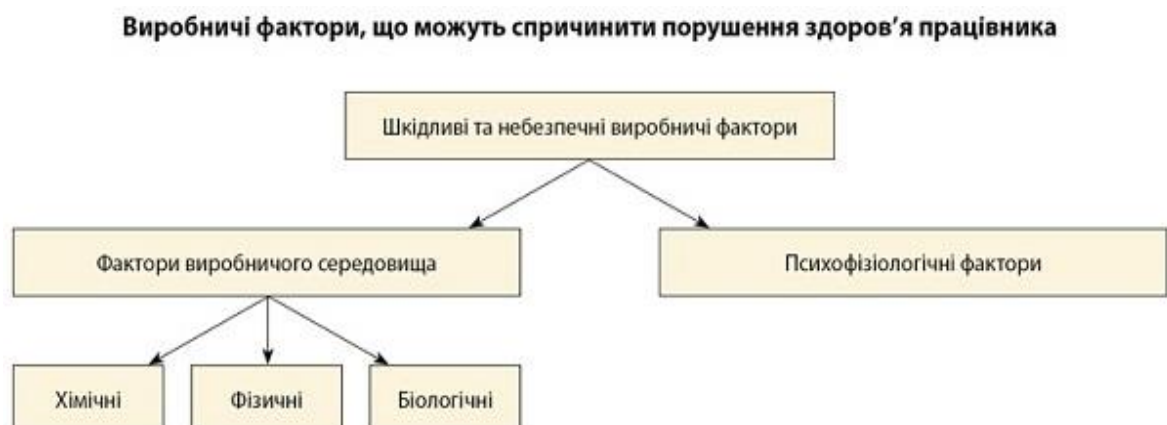 Виробничі фактори, що можуть спричинити порушення здоров’я працівника
Шкідливі та небезпечні виробничі фактори
Фактори виробничого середовища
Психофізіологічні фактори
Хімічні
Фізичні
Біологічні